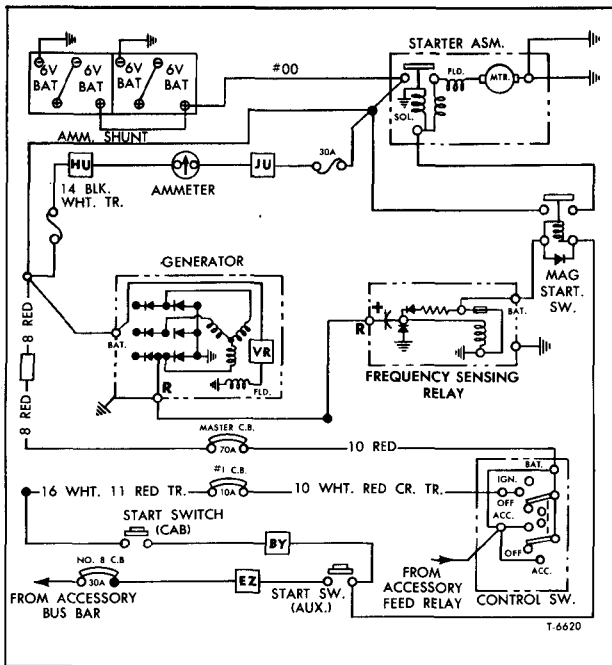 STARTER ASM.
6V BAT
6V BAT
6V BAT
6V BAT
#00
FLD.
MTR.
SOL.
AMM. SHUNT
30A
HU
AMMETER
JU
14 BLK.
WHT. TR.
MAG
START.
SW.
GENERATOR
BAT.
VR
R
FLD.
BAT.
+
R
FREQUENCY SENSING
RELAY
8 RED
8 RED
MASTER C.B.
70A
10 RED
#1 C.B.
16 WHT. 11 RED TR.
10A
10 WHT. RED CR. TR.
BAT.
IGN.
OFF
ACC.
OFF
ACC.
START SWITCH
(CAB)
BY
NO. 8 C.B
30A
EZ
FROM ACCESSORY
BUS BAR
START SW.
(AUX.)
FROM
ACCESSORY
FEED RELAY
CONTROL SW.
T-6620